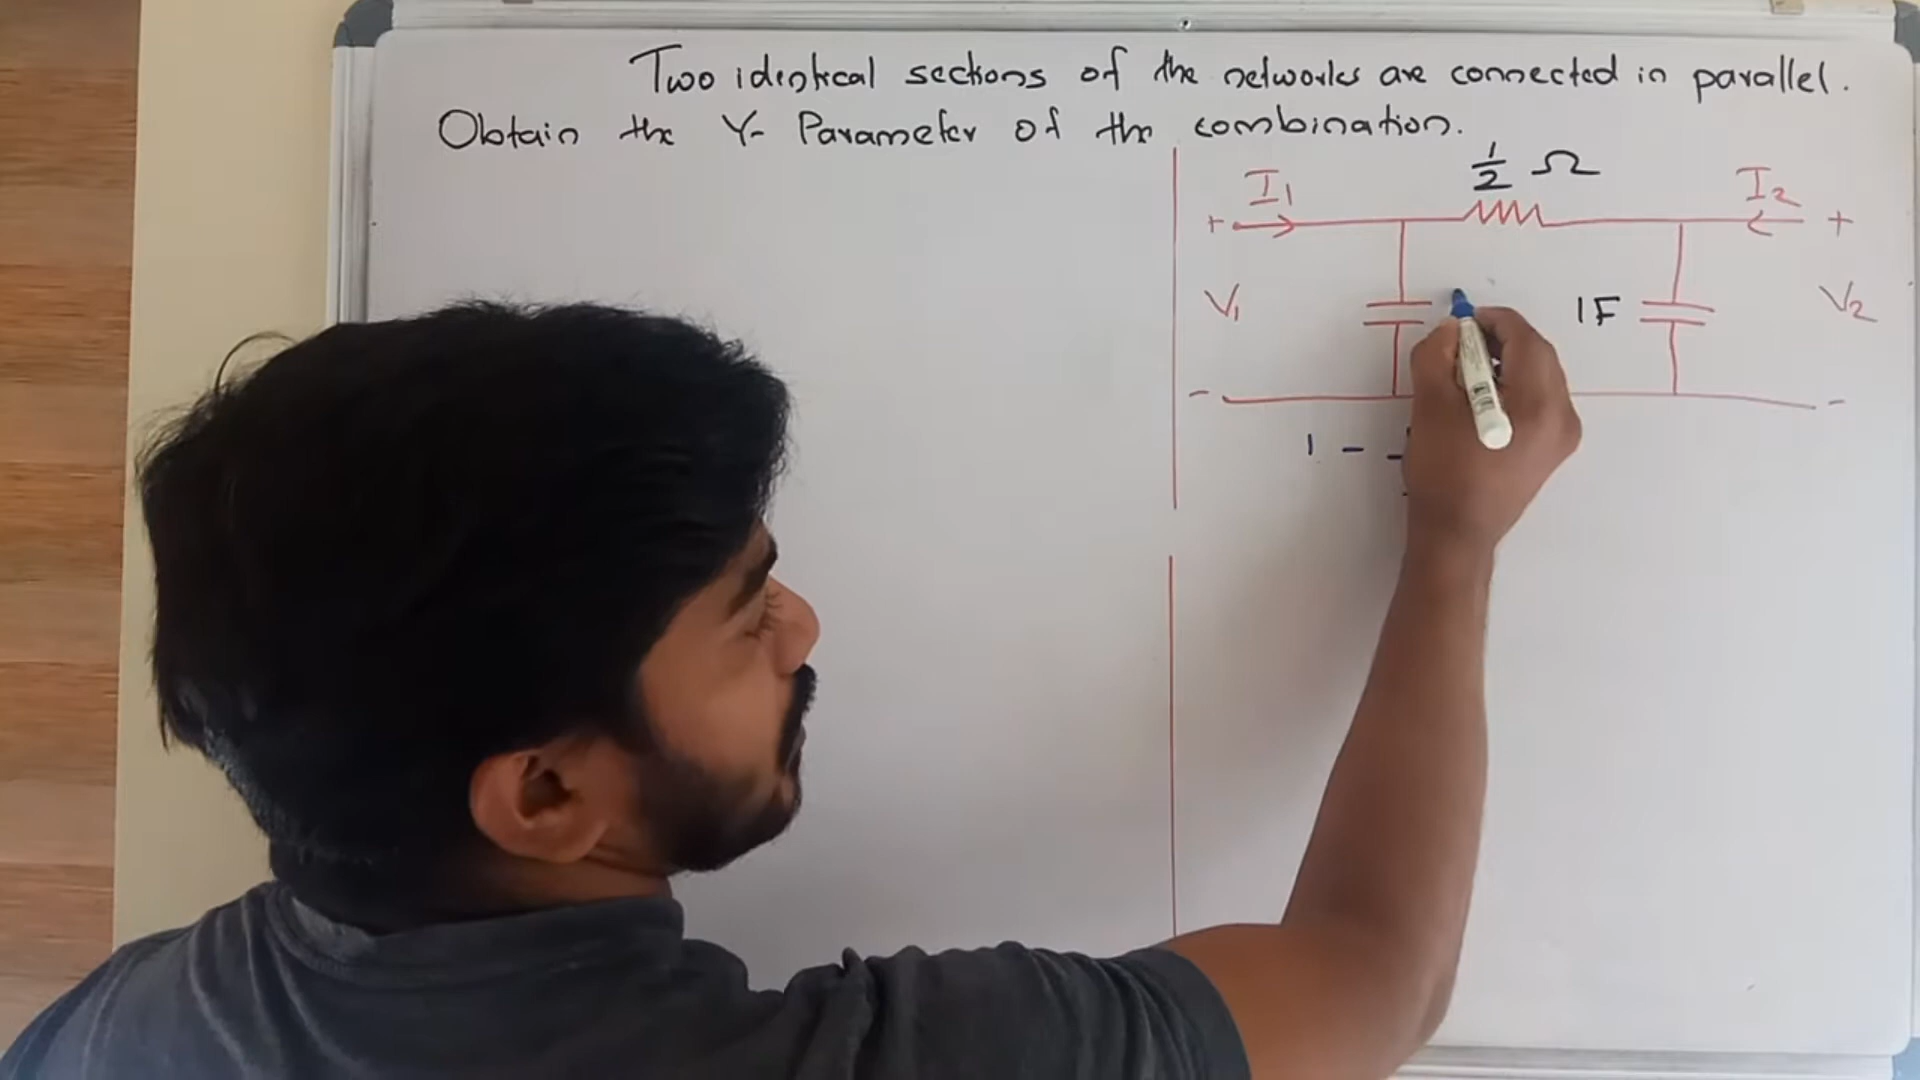 Two identical sections of the networks are connected in parallel.
Obtain the Y- Parameter of the combination.
1/2 Ω
I1
I2
+
+
V1
1F
V2
-
-
1 -